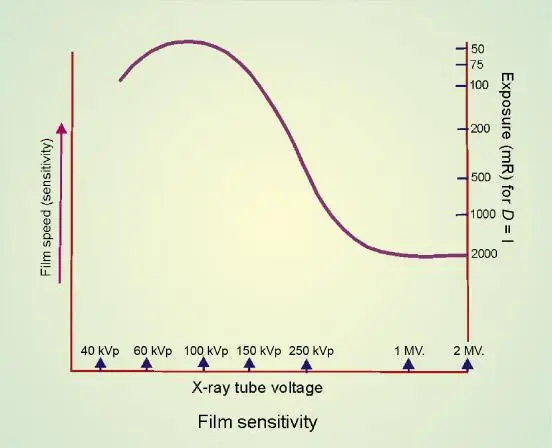 50
75
100
200
500
1000
2000
Exposure (mR) for D = I
Film speed (sensitivity)
40 kVp 60 kVp 100 kVp 150 kVp 250 kVp 1 MV. 2 MV.
X-ray tube voltage
Film sensitivity